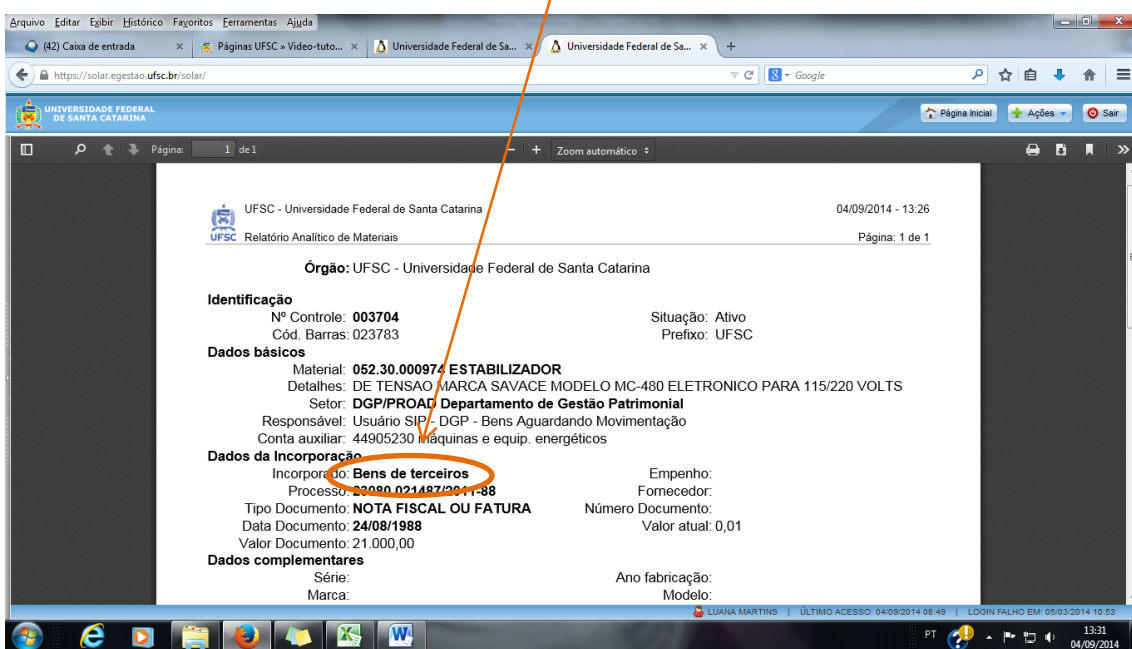 Arquivo Editar Exibir Histórico Favoritos Ferramentas Ajuda
(42) Caixa de entrada × Páginas UFSC » Video-tuto... × Universidade Federal de Sa... × Universidade Federal de Sa... × +
https://solar.egestao.ufsc.br/solar/ Google
UNIVERSIDADE FEDERAL
DE SANTA CATARINA
Página Inicial Ações Sair
Página: 1 de 1 − + Zoom automático
UFSC - Universidade Federal de Santa Catarina 04/09/2014 - 13:26
UFSC Relatório Analítico de Materiais Página: 1 de 1
Órgão: UFSC - Universidade Federal de Santa Catarina
Identificação
Nº Controle: 003704 Situação: Ativo
Cód. Barras: 023783 Prefixo: UFSC
Dados básicos
Material: 052.30.000974 ESTABILIZADOR
Detalhes: DE TENSAO MARCA SAVACE MODELO MC-480 ELETRONICO PARA 115/220 VOLTS
Setor: DGP/PROAD Departamento de Gestão Patrimonial
Responsável: Usuário SIP - DGP - Bens Aguardando Movimentação
Conta auxiliar: 44905230 máquinas e equip. energéticos
Dados da Incorporação
Incorporado: Bens de terceiros Empenho:
Processo: 23080.021487/2011-88 Fornecedor:
Tipo Documento: NOTA FISCAL OU FATURA Número Documento:
Data Documento: 24/08/1988 Valor atual: 0,01
Valor Documento: 21.000,00
Dados complementares
Série: Ano fabricação:
Marca: Modelo:
LUANA MARTINS | ÚLTIMO ACESSO: 04/09/2014 08:49 | LOGIN FALHO EM: 05/03/2014 10:53
PT 13:31
04/09/2014